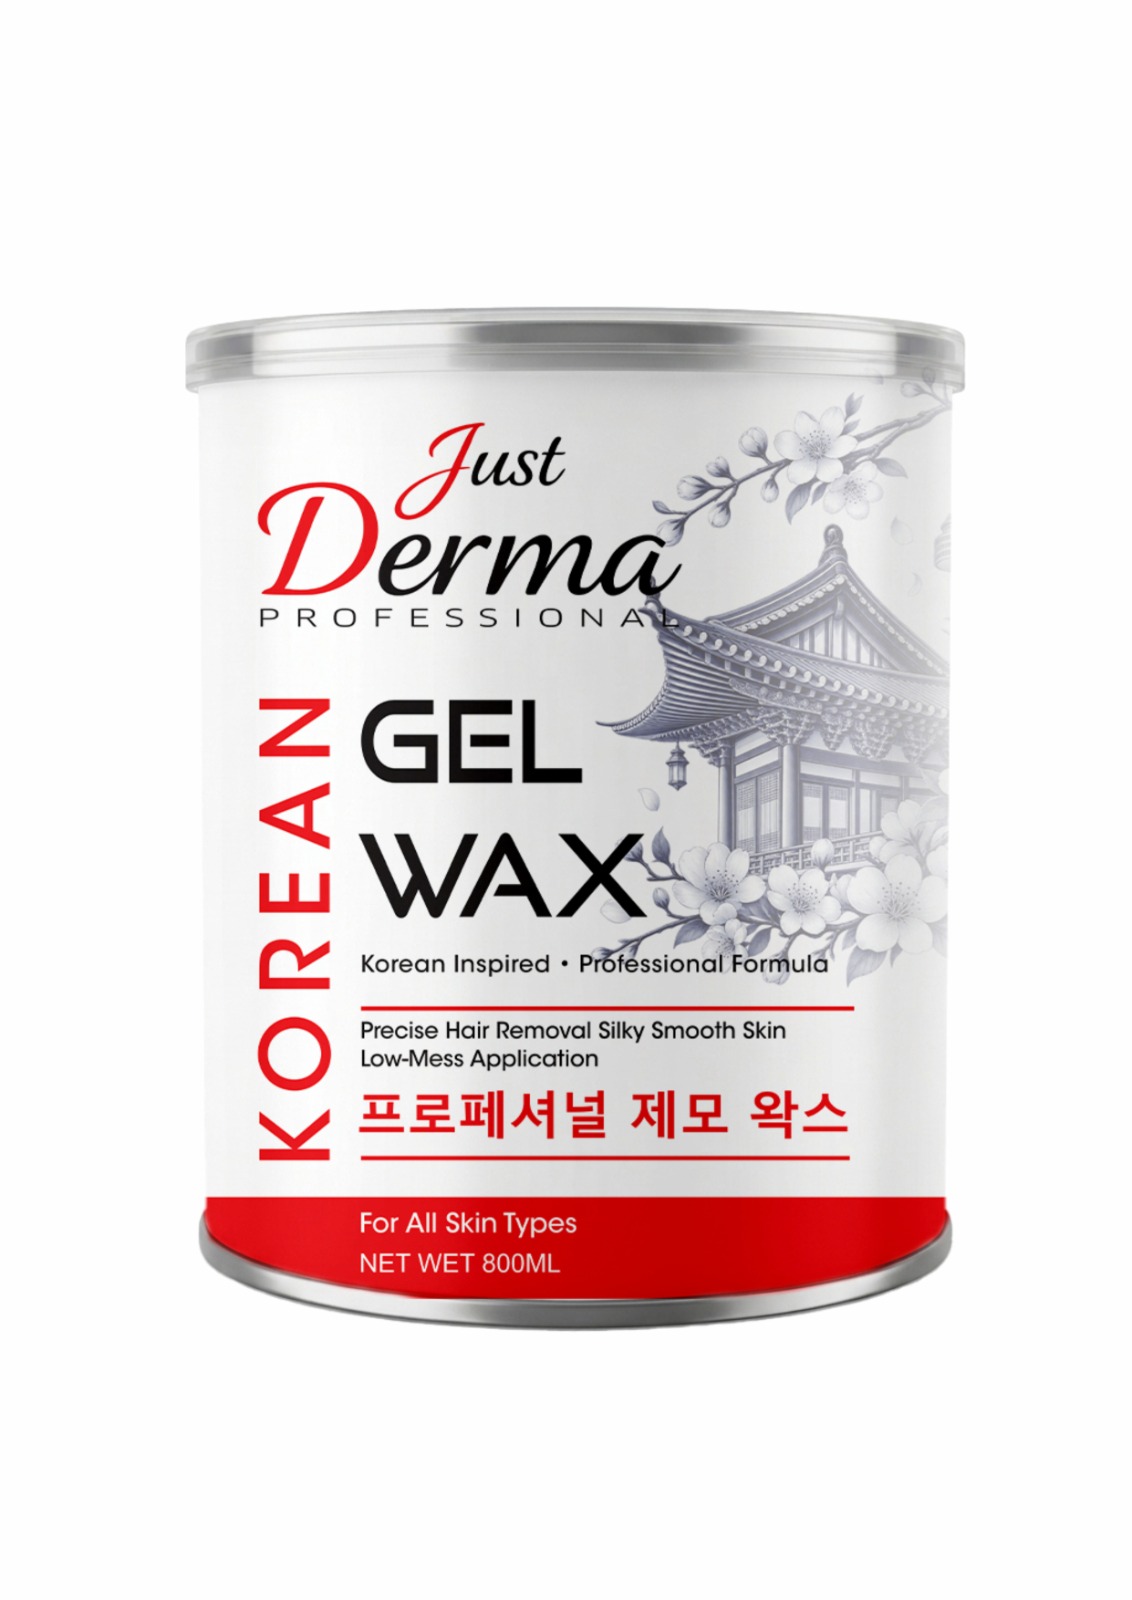 Just
Derma
PROFESSIONAL
KOREAN
GEL
WAX
Korean Inspired • Professional Formula
Precise Hair Removal Silky Smooth Skin
Low-Mess Application
프로페셔널 제모 왁스
For All Skin Types
NET WET 800ML